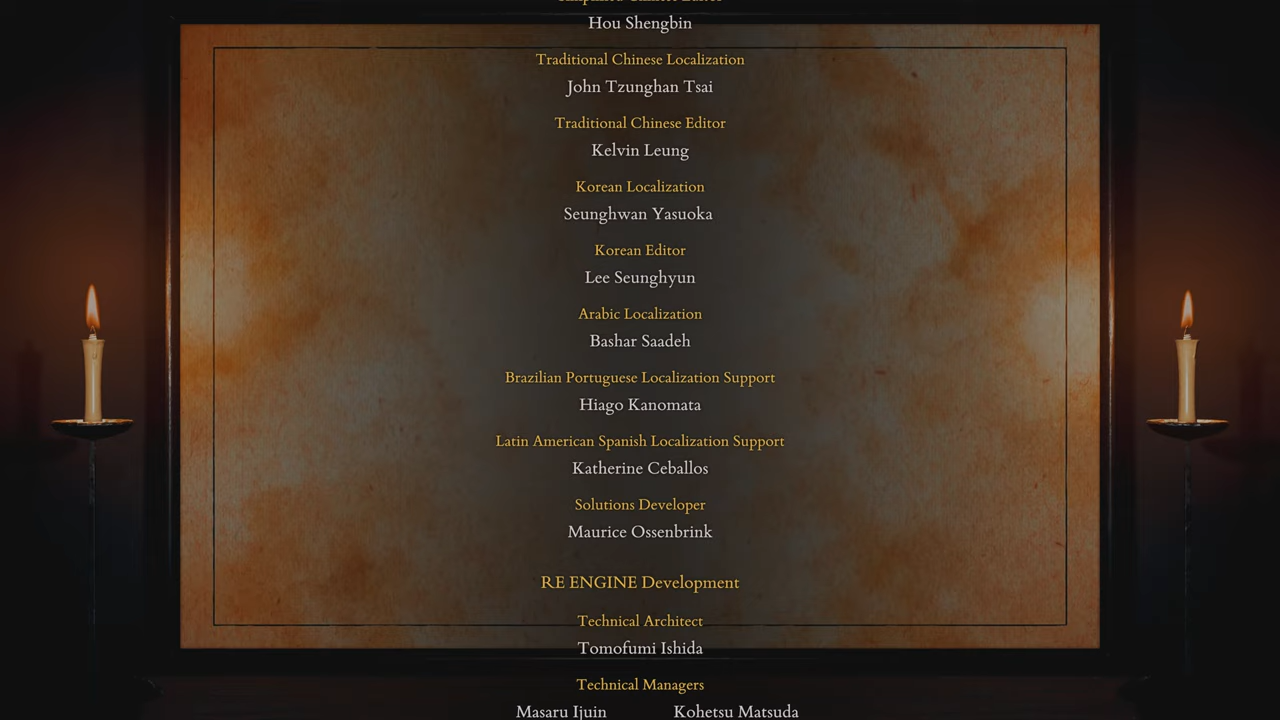 Hou Shengbin
Traditional Chinese Localization
John Tzunghan Tsai
Traditional Chinese Editor
Kelvin Leung
Korean Localization
Seunghwan Yasuoka
Korean Editor
Lee Seunghyun
Arabic Localization
Bashar Saadeh
Brazilian Portuguese Localization Support
Hiago Kanomata
Latin American Spanish Localization Support
Katherine Ceballos
Solutions Developer
Maurice Ossenbrink
RE ENGINE Development
Technical Architect
Tomofumi Ishida
Technical Managers
Masaru Ijuin Kohetsu Matsuda